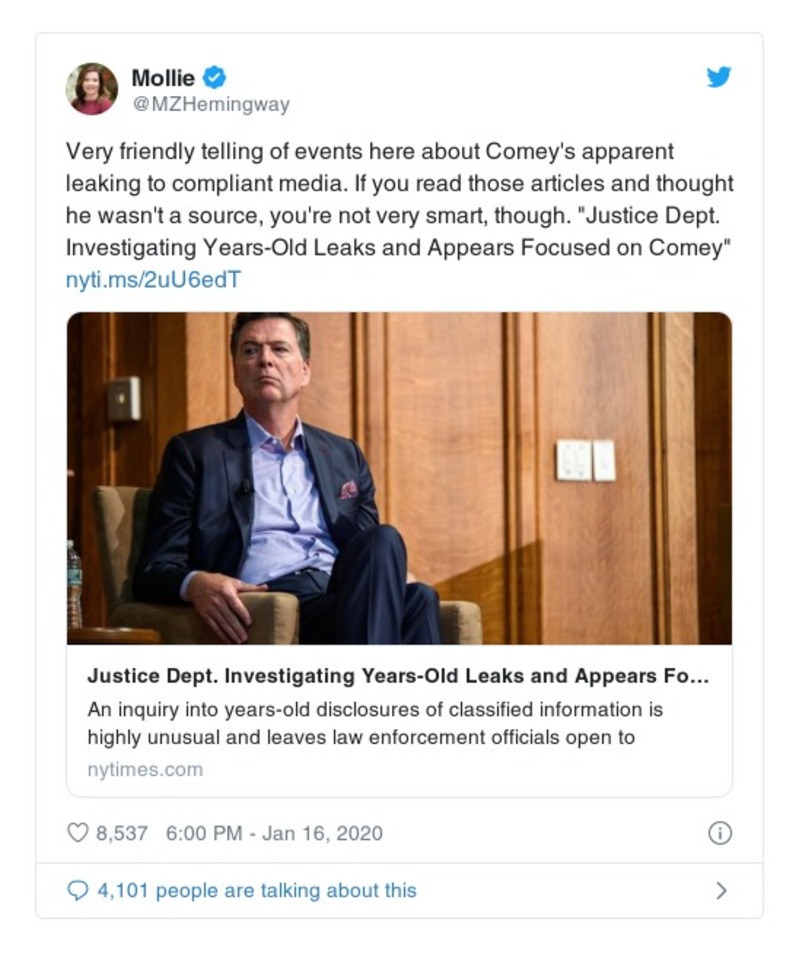 Mollie
@MZHemingway
Very friendly telling of events here about Comey's apparent
leaking to compliant media. If you read those articles and thought
he wasn't a source, you're not very smart, though. "Justice Dept.
Investigating Years-Old Leaks and Appears Focused on Comey"
nyti.ms/2uU6edT
Justice Dept. Investigating Years-Old Leaks and Appears Fo...
An inquiry into years-old disclosures of classified information is
highly unusual and leaves law enforcement officials open to
nytimes.com
8,537 6:00 PM - Jan 16, 2020
4,101 people are talking about this